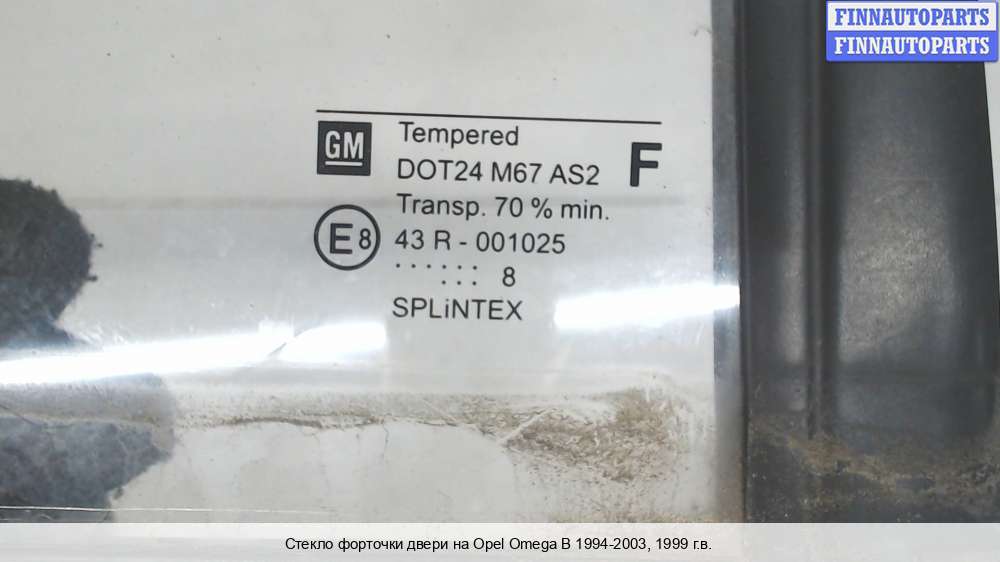 FINNAUTOPARTS
FINNAUTOPARTS
GM
Tempered
DOT24 M67 AS2
F
Transp. 70 % min.
E8
43 R - 001025
...... 8
...
SPLiNTEX
Стекло форточки двери на Opel Omega B 1994-2003, 1999 г.в.